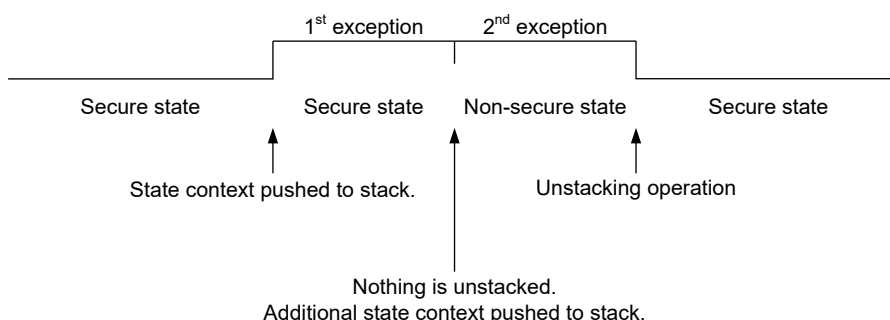 1st exception
2nd exception
Secure state
Secure state
Non-secure state
Secure state
State context pushed to stack.
Unstacking operation
Nothing is unstacked.
Additional state context pushed to stack.